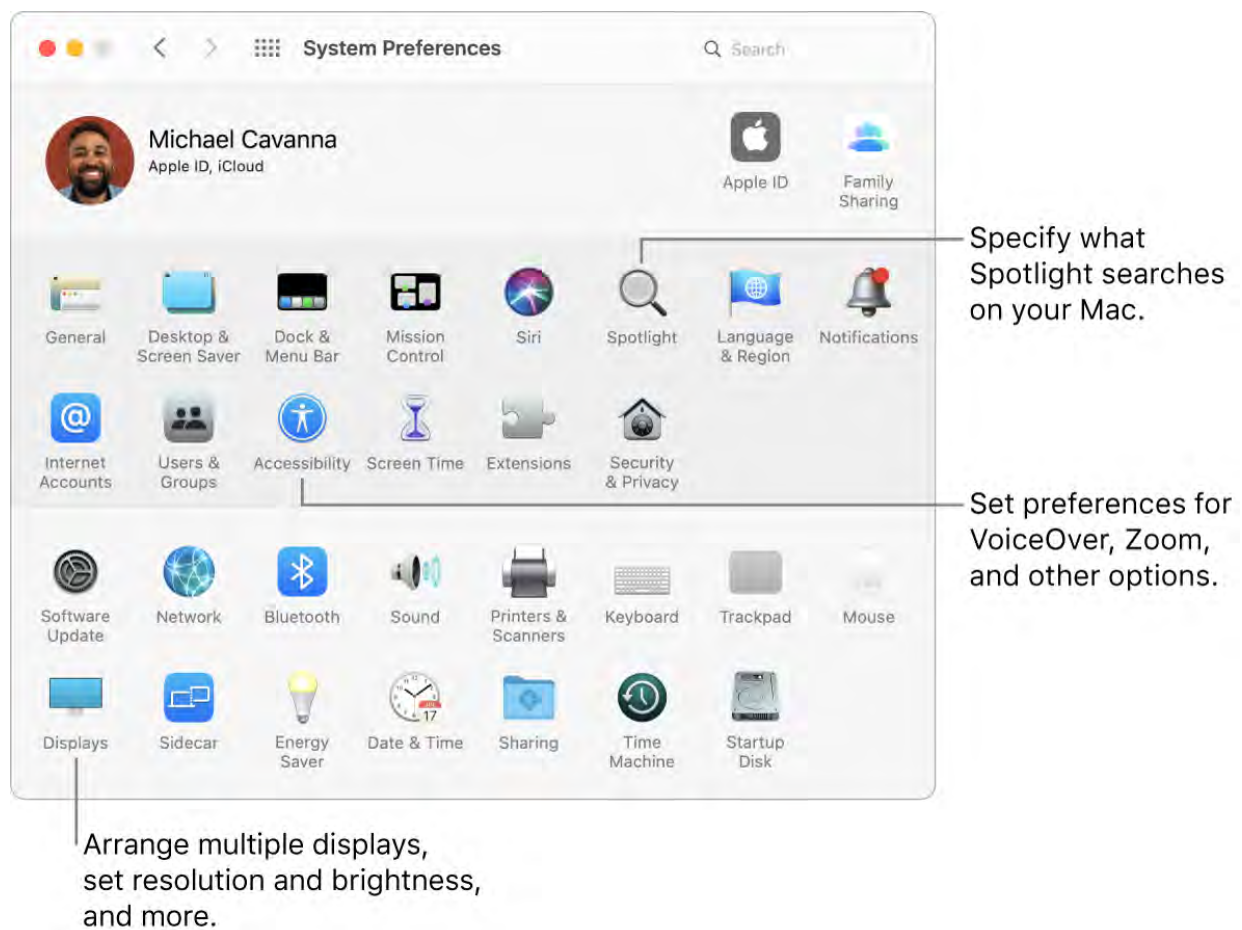 System Preferences
Search
Michael Cavanna
Apple ID, iCloud
Apple ID
Family
Sharing
Specify what
Spotlight searches
on your Mac.
General
Desktop &
Screen Saver
Dock &
Menu Bar
Mission
Control
Siri
Spotlight
Language
& Region
Notifications
Internet
Accounts
Users &
Groups
Accessibility
Screen Time
Extensions
Security
& Privacy
Set preferences for
VoiceOver, Zoom,
and other options.
Software
Update
Network
Bluetooth
Sound
Printers &
Scanners
Keyboard
Trackpad
Mouse
JUL
17
Displays
Sidecar
Energy
Saver
Date & Time
Sharing
Time
Machine
Startup
Disk
Arrange multiple displays,
set resolution and brightness,
and more.